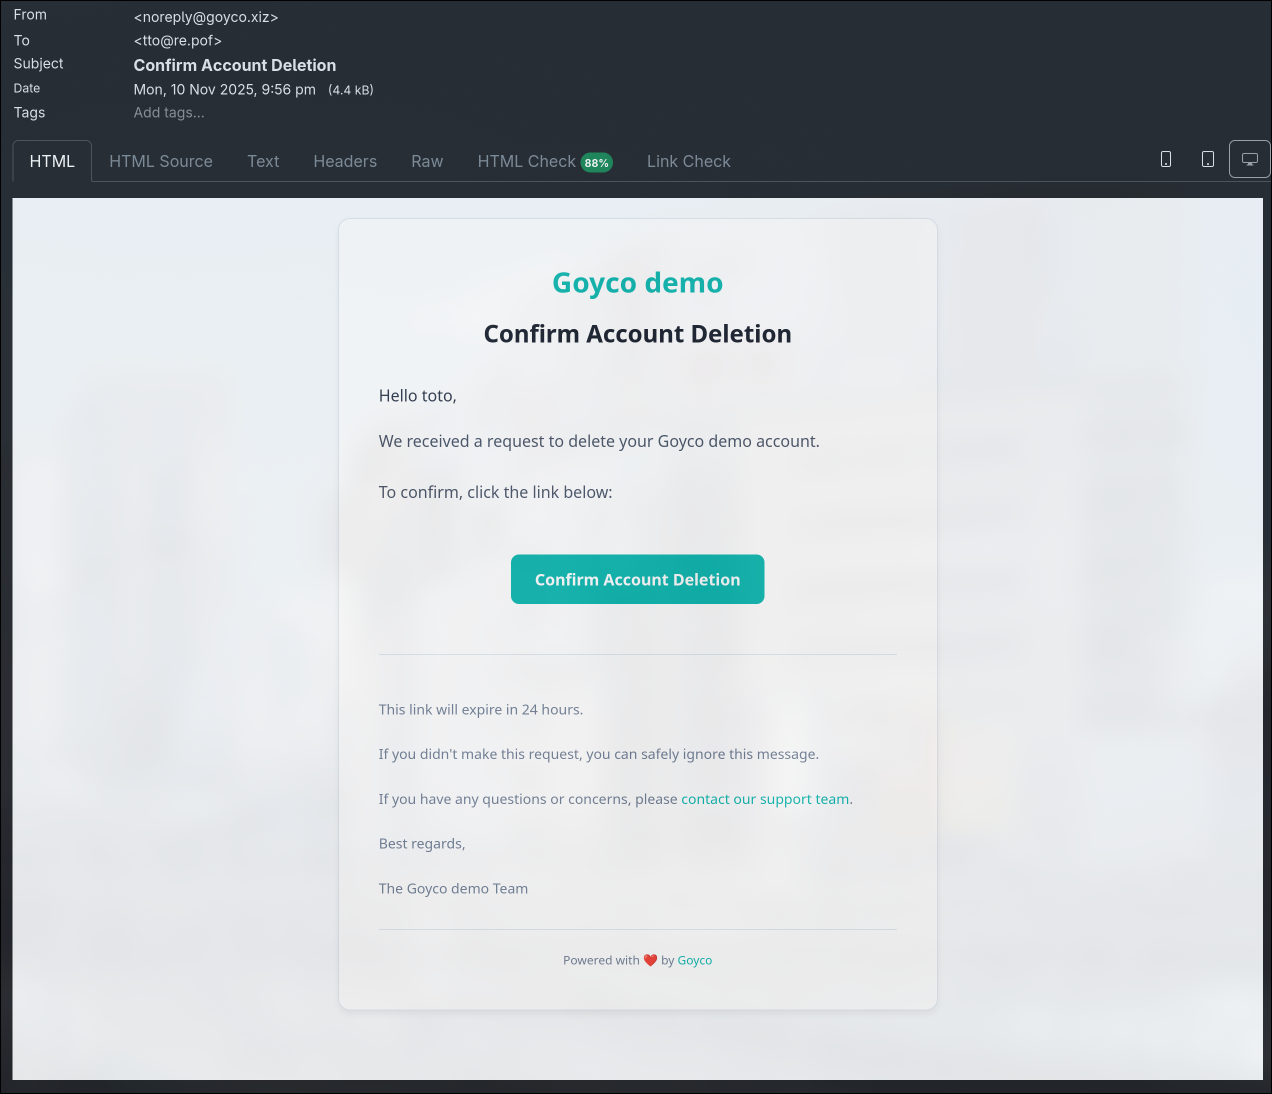 From <noreply@goyco.xiz>
To <tto@re.pof>
Subject Confirm Account Deletion
Date Mon, 10 Nov 2025, 9:56 pm (4.4 kB)
Tags Add tags...
HTML HTML Source Text Headers Raw HTML Check 88% Link Check
Goyco demo
Confirm Account Deletion
Hello toto,
We received a request to delete your Goyco demo account.
To confirm, click the link below:
Confirm Account Deletion
This link will expire in 24 hours.
If you didn't make this request, you can safely ignore this message.
If you have any questions or concerns, please contact our support team.
Best regards,
The Goyco demo Team
Powered with ❤️ by Goyco